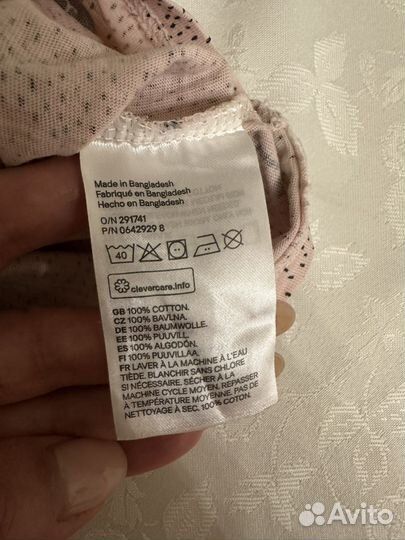 Made in Bangladesh
Fabriqué en Bangladesh
Hecho en Bangladesh
O/N 291741
P/N 0642929 8
40
clevercare.info
GB 100% COTTON.
CZ 100% BAVLNA.
DE 100% BAUMWOLLE.
EE 100% PUUVILL.
ES 100% ALGODÓN.
FI 100% PUUVILLAA.
FR LAVER À LA MACHINE À L'EAU
TIÈDE. BLANCHIR SANS CHLORE
SI NÉCESSAIRE. SÉCHER À LA
MACHINE CYCLE MOYEN. REPASSER
À TEMPÉRATURE MOYENNE. PAS DE
NETTOYAGE À SEC. 100% COTON.
Avito